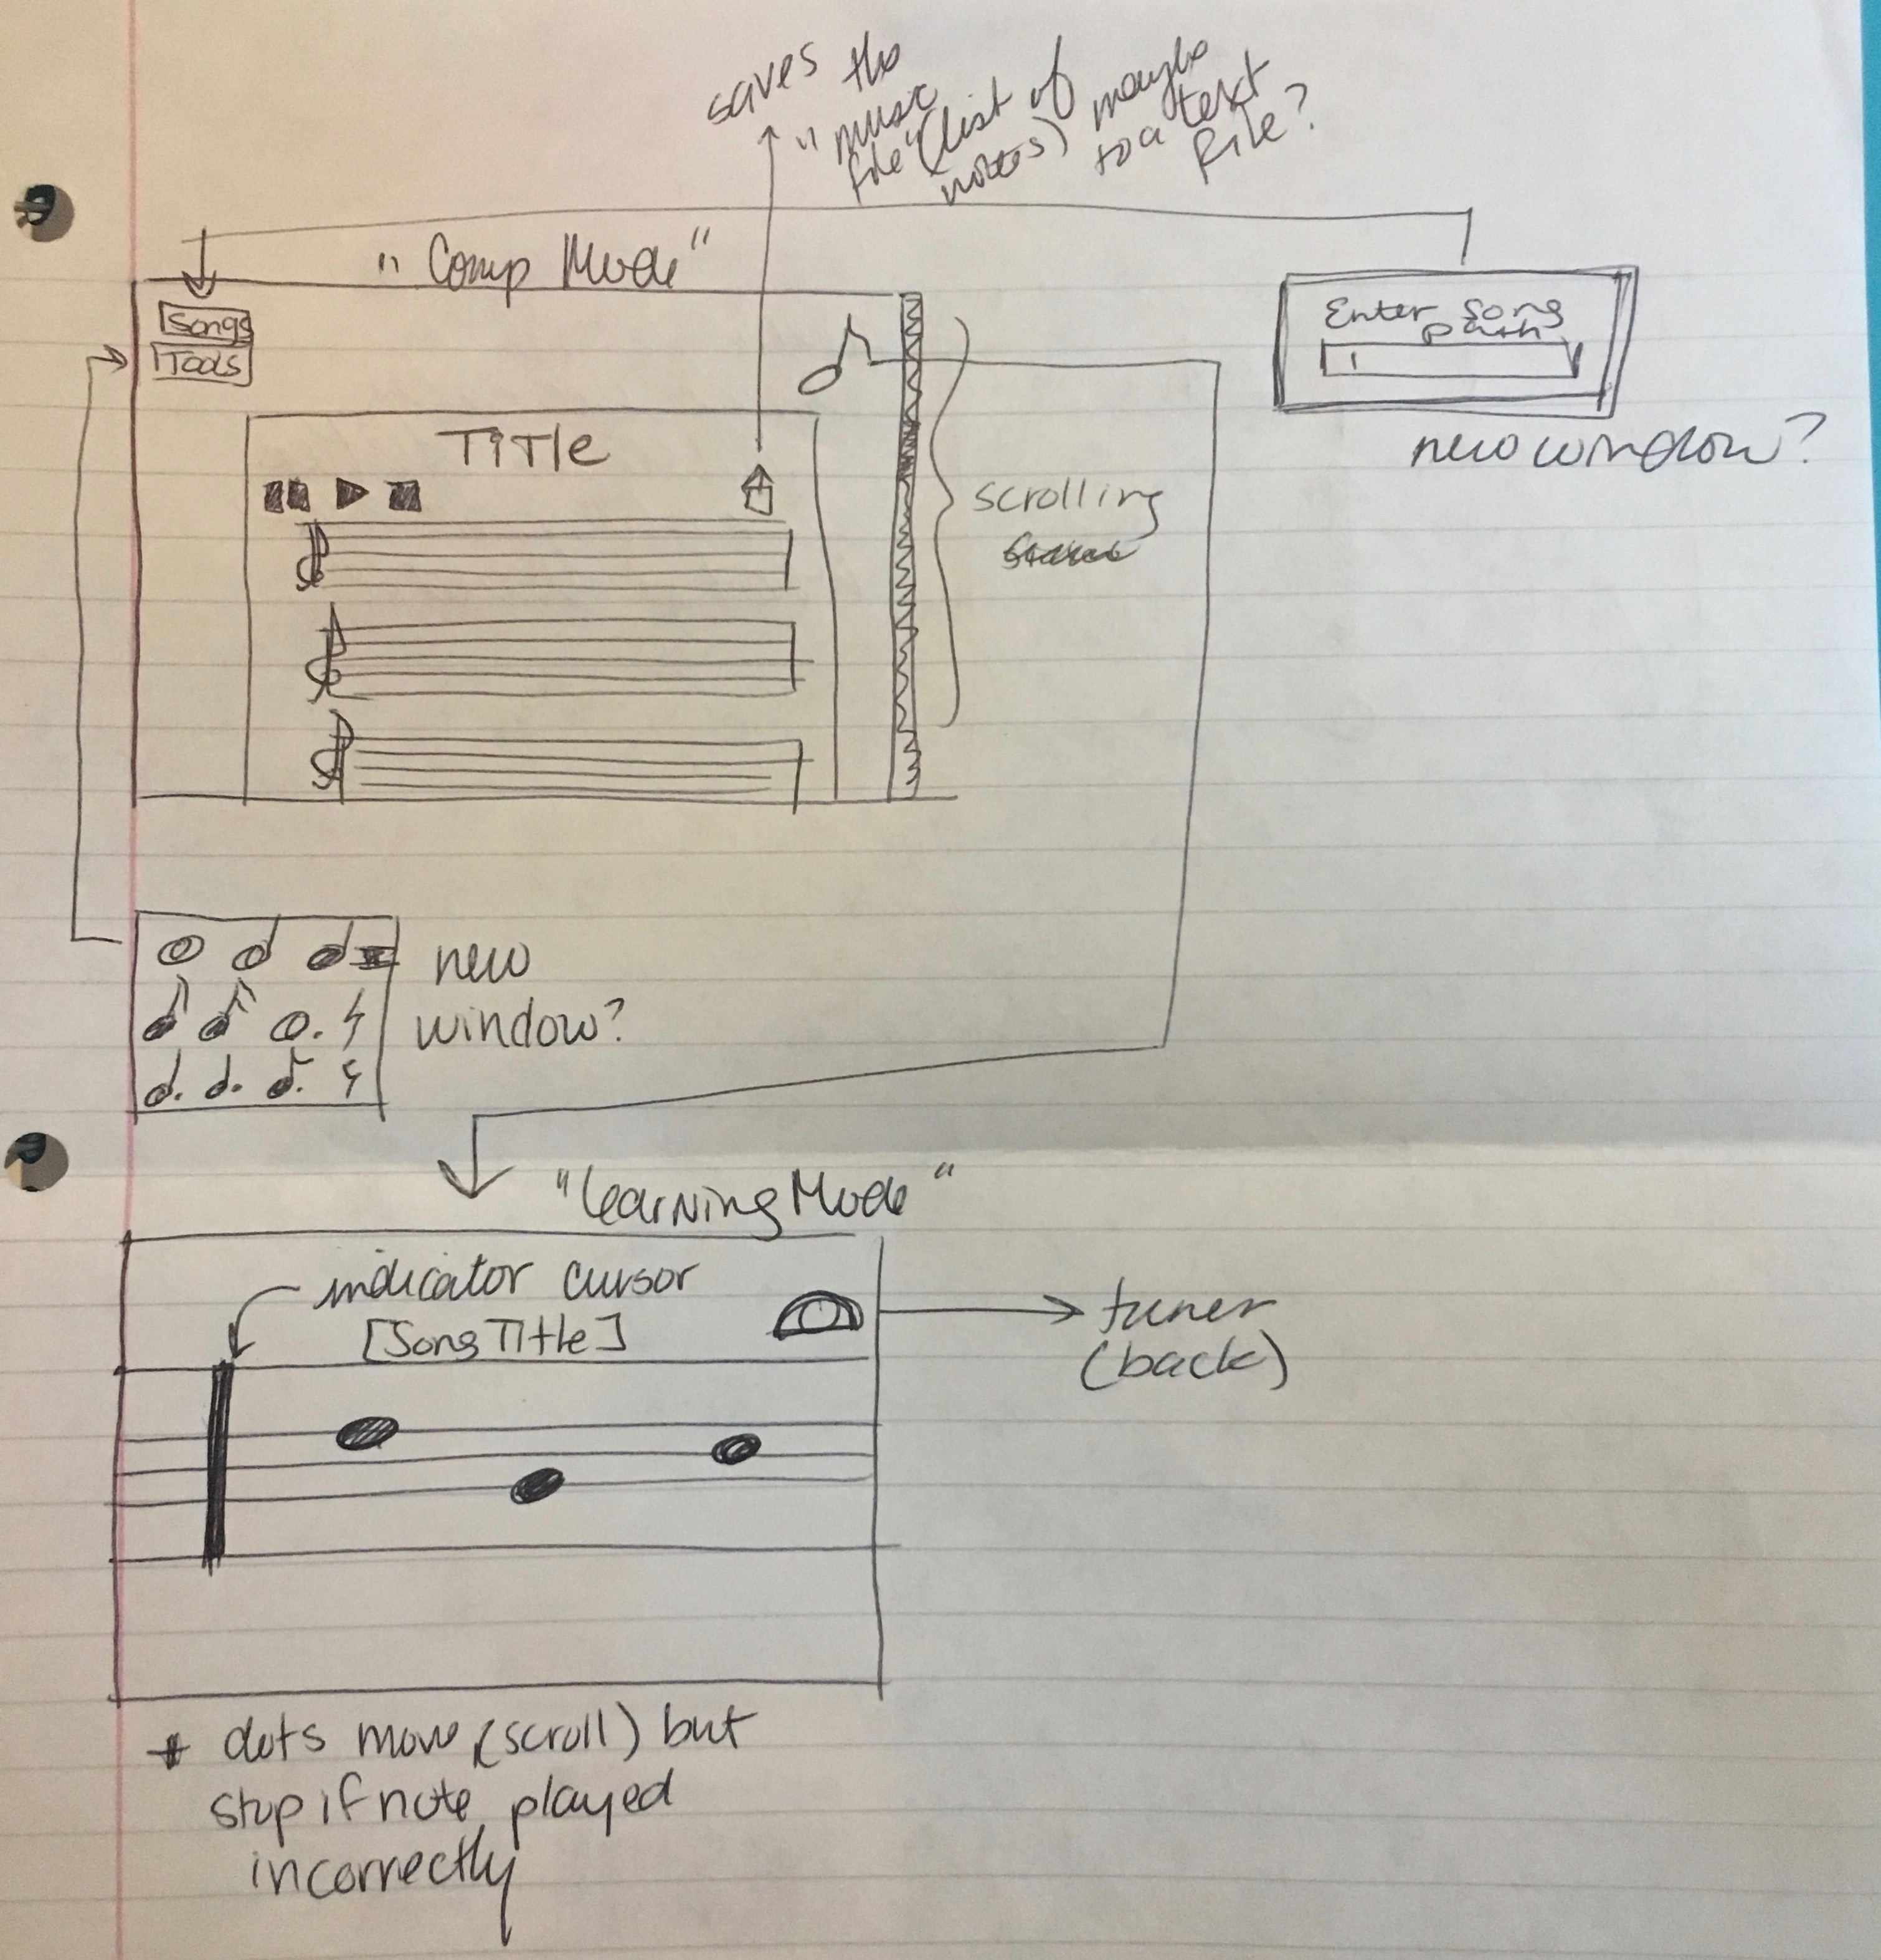 saves the
"music
file" (list of
notes) maybe
to a text
file?
"Comp Mode"
Songs
Tools
Enter Song
path
new window?
TITLE
scrolling
new
window?
"Learning Mode"
indicator cursor
[Song Title]
tuner
(back)
* dots move (scroll) but
stop if note played
incorrectly